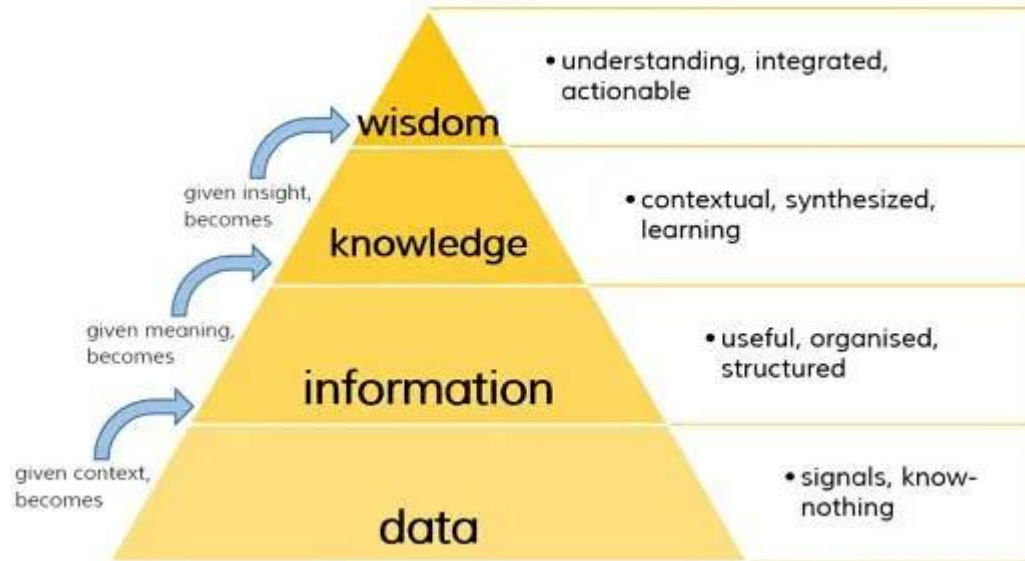 • understanding, integrated,
actionable
wisdom
given insight,
becomes
• contextual, synthesized,
learning
knowledge
given meaning,
becomes
• useful, organised,
structured
information
given context,
becomes
• signals, know-
nothing
data